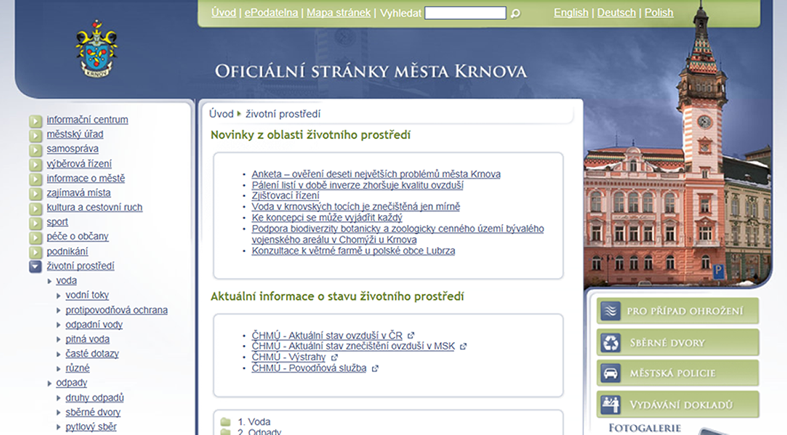 Úvod | ePodatelna | Mapa stránek | Vyhledat
English | Deutsch | Polish
KRNOV
OFICIÁLNÍ STRÁNKY MĚSTA KRNOVA
informační centrum
městský úřad
samospráva
výběrová řízení
informace o městě
zajímavá místa
kultura a cestovní ruch
sport
péče o občany
podnikání
životní prostředí
voda
vodní toky
protipovodňová ochrana
odpadní vody
pitná voda
časté dotazy
různé
odpady
druhy odpadů
sběrné dvory
pytlový sběr
Úvod životní prostředí
Novinky z oblasti životního prostředí
Anketa – ověření deseti největších problémů města Krnova
Pálení listí v době inverze zhoršuje kvalitu ovzduší
Zjišťovací řízení
Voda v krnovských tocích je znečištěná jen mírně
Ke koncepci se může vyjádřit každý
Podpora biodiverzity botanicky a zoologicky cenného území bývalého
vojenského areálu v Chomýži u Krnova
Konzultace k větrné farmě u polské obce Lubrza
Aktuální informace o stavu životního prostředí
ČHMÚ - Aktuální stav ovzduší v ČR
ČHMÚ - Aktuální stav znečištění ovzduší v MSK
ČHMÚ - Výstrahy
ČHMÚ - Povodňová služba
1. Voda
2. Odpady
P
PRO PŘÍPAD OHROŽENÍ
SBĚRNÉ DVORY
MĚSTSKÁ POLICIE
VYDÁVÁNÍ DOKLADŮ
FOTOGALERIE